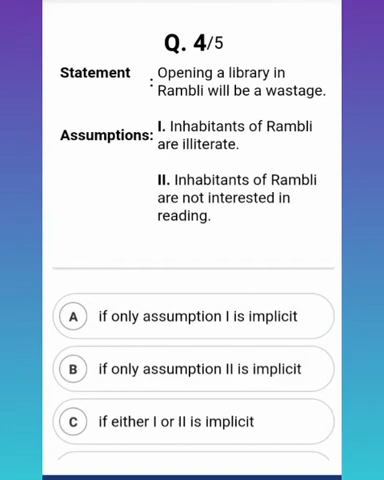 Q. 4/5
Statement : Opening a library in
Rambli will be a wastage.
Assumptions: I. Inhabitants of Rambli
are illiterate.
II. Inhabitants of Rambli
are not interested in
reading.
A if only assumption I is implicit
B if only assumption II is implicit
C if either I or II is implicit